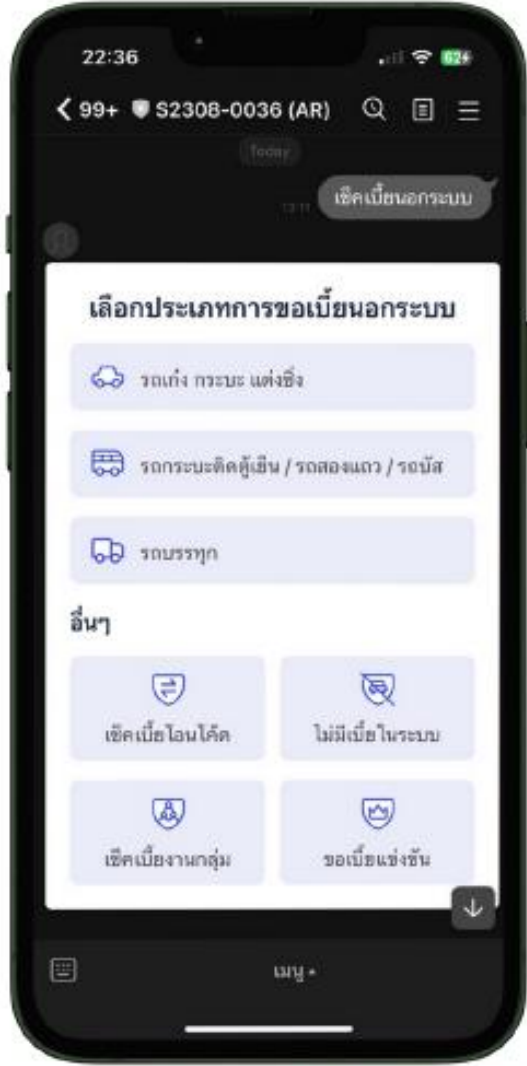 22:36
62
99+ S2308-0036 (AR)
Today
เช็คเบี้ยนอกระบบ
เลือกประเภทการขอเบี้ยนอกระบบ
รถเก๋ง กระบะ แต่งซิ่ง
รถกระบะติดตู้เย็น / รถสองแถว / รถบัส
รถบรรทุก
อื่นๆ
เช็คเบี้ยโอนโค้ด
ไม่มีเบี้ยในระบบ
เช็คเบี้ยงานกลุ่ม
ขอเบี้ยแข่งขัน
เมนู